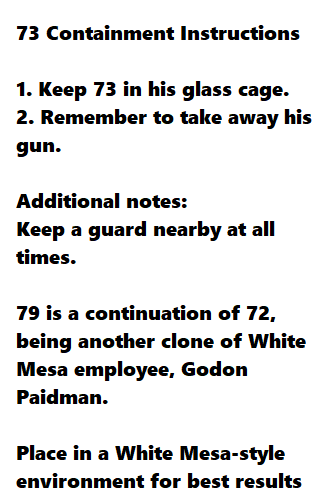 73 Containment Instructions
1. Keep 73 in his glass cage.
2. Remember to take away his
gun.
Additional notes:
Keep a guard nearby at all
times.
79 is a continuation of 72,
being another clone of White
Mesa employee, Godon
Paidman.
Place in a White Mesa-style
environment for best results